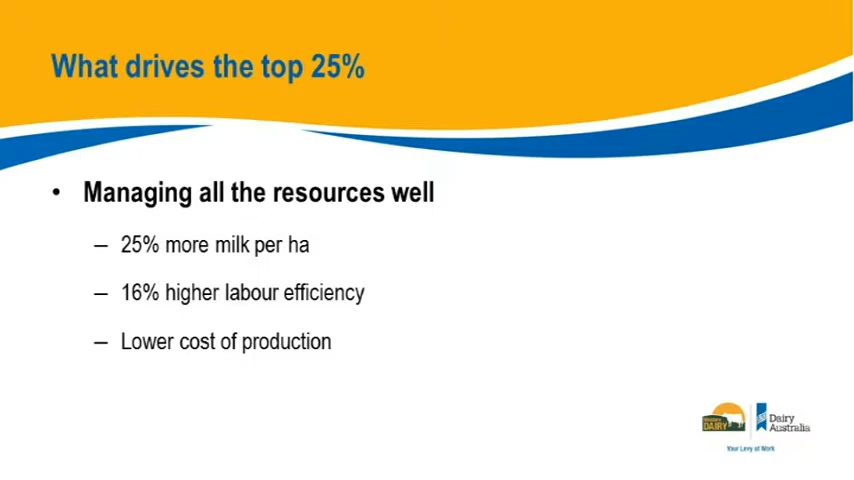 What drives the top 25%
• Managing all the resources well
– 25% more milk per ha
– 16% higher labour efficiency
– Lower cost of production
DAIRY
Dairy
Australia
Your Levy at Work